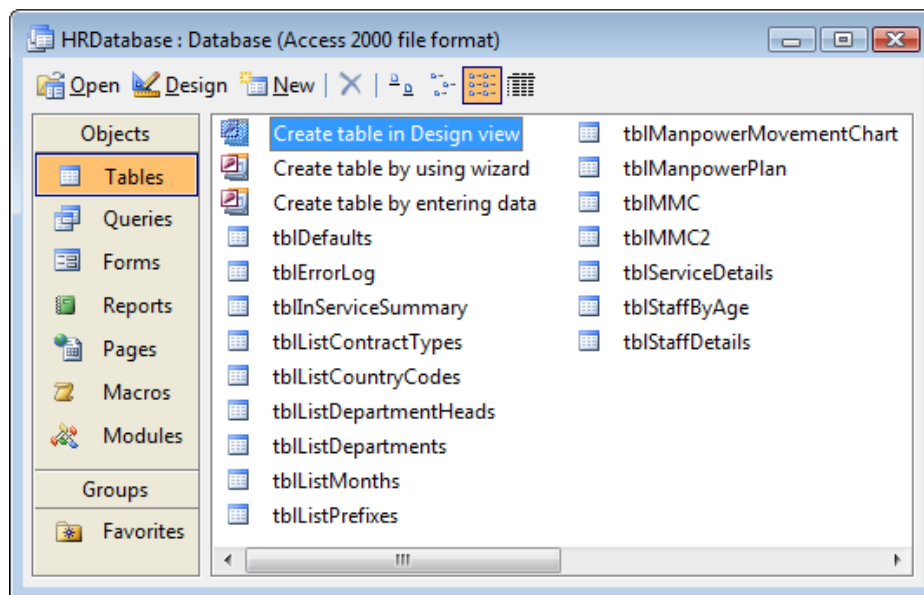 HRDatabase : Database (Access 2000 file format)
Open Design New
Objects
Tables
Queries
Forms
Reports
Pages
Macros
Modules
Groups
Favorites
Create table in Design view
Create table by using wizard
Create table by entering data
tblDefaults
tblErrorLog
tblInServiceSummary
tblListContractTypes
tblListCountryCodes
tblListDepartmentHeads
tblListDepartments
tblListMonths
tblListPrefixes
tblManpowerMovementChart
tblManpowerPlan
tblMMC
tblMMC2
tblServiceDetails
tblStaffByAge
tblStaffDetails